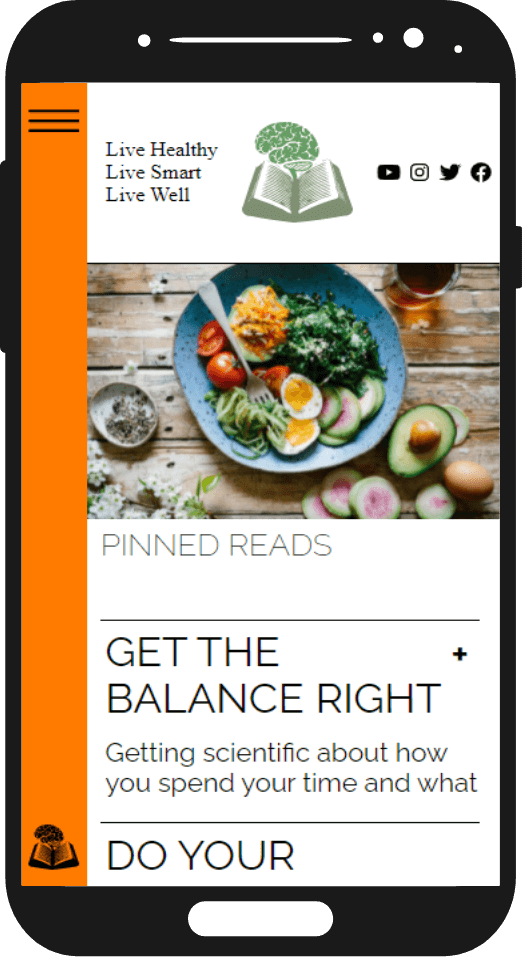 Live Healthy
Live Smart
Live Well
PINNED READS
GET THE
BALANCE RIGHT
Getting scientific about how
you spend your time and what
DO YOUR